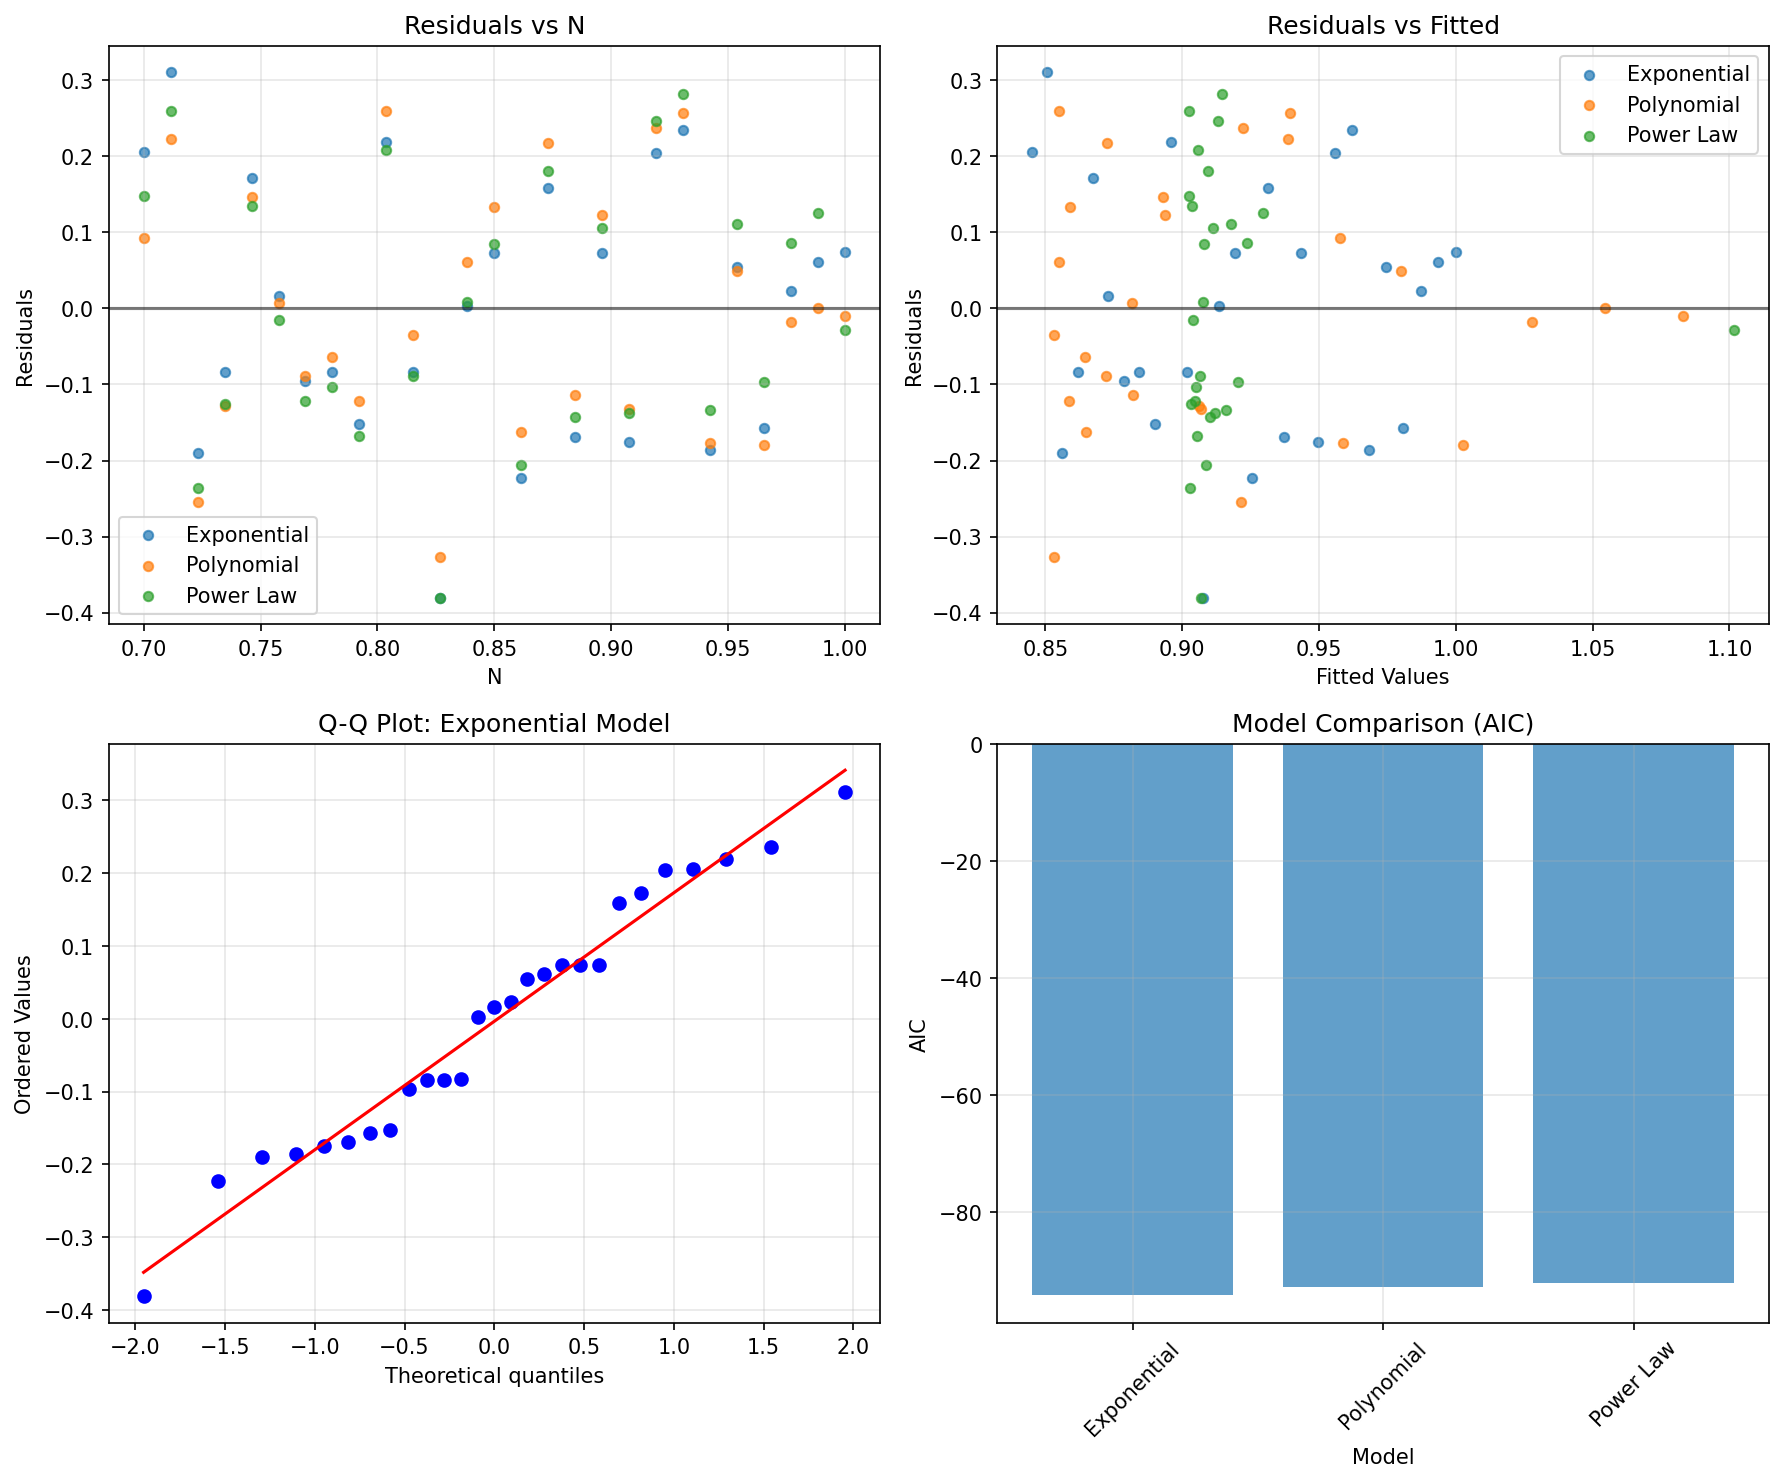 Residuals vs N
Residuals
0.3
0.2
0.1
0.0
−0.1
−0.2
−0.3
−0.4
Exponential
Polynomial
Power Law
0.70 0.75 0.80 0.85 0.90 0.95 1.00
N
Residuals vs Fitted
Residuals
0.3
0.2
0.1
0.0
−0.1
−0.2
−0.3
−0.4
Exponential
Polynomial
Power Law
0.85 0.90 0.95 1.00 1.05 1.10
Fitted Values
Q-Q Plot: Exponential Model
Ordered Values
0.3
0.2
0.1
0.0
−0.1
−0.2
−0.3
−0.4
−2.0 −1.5 −1.0 −0.5 0.0 0.5 1.0 1.5 2.0
Theoretical quantiles
Model Comparison (AIC)
AIC
0
−20
−40
−60
−80
Exponential
Polynomial
Power Law
Model